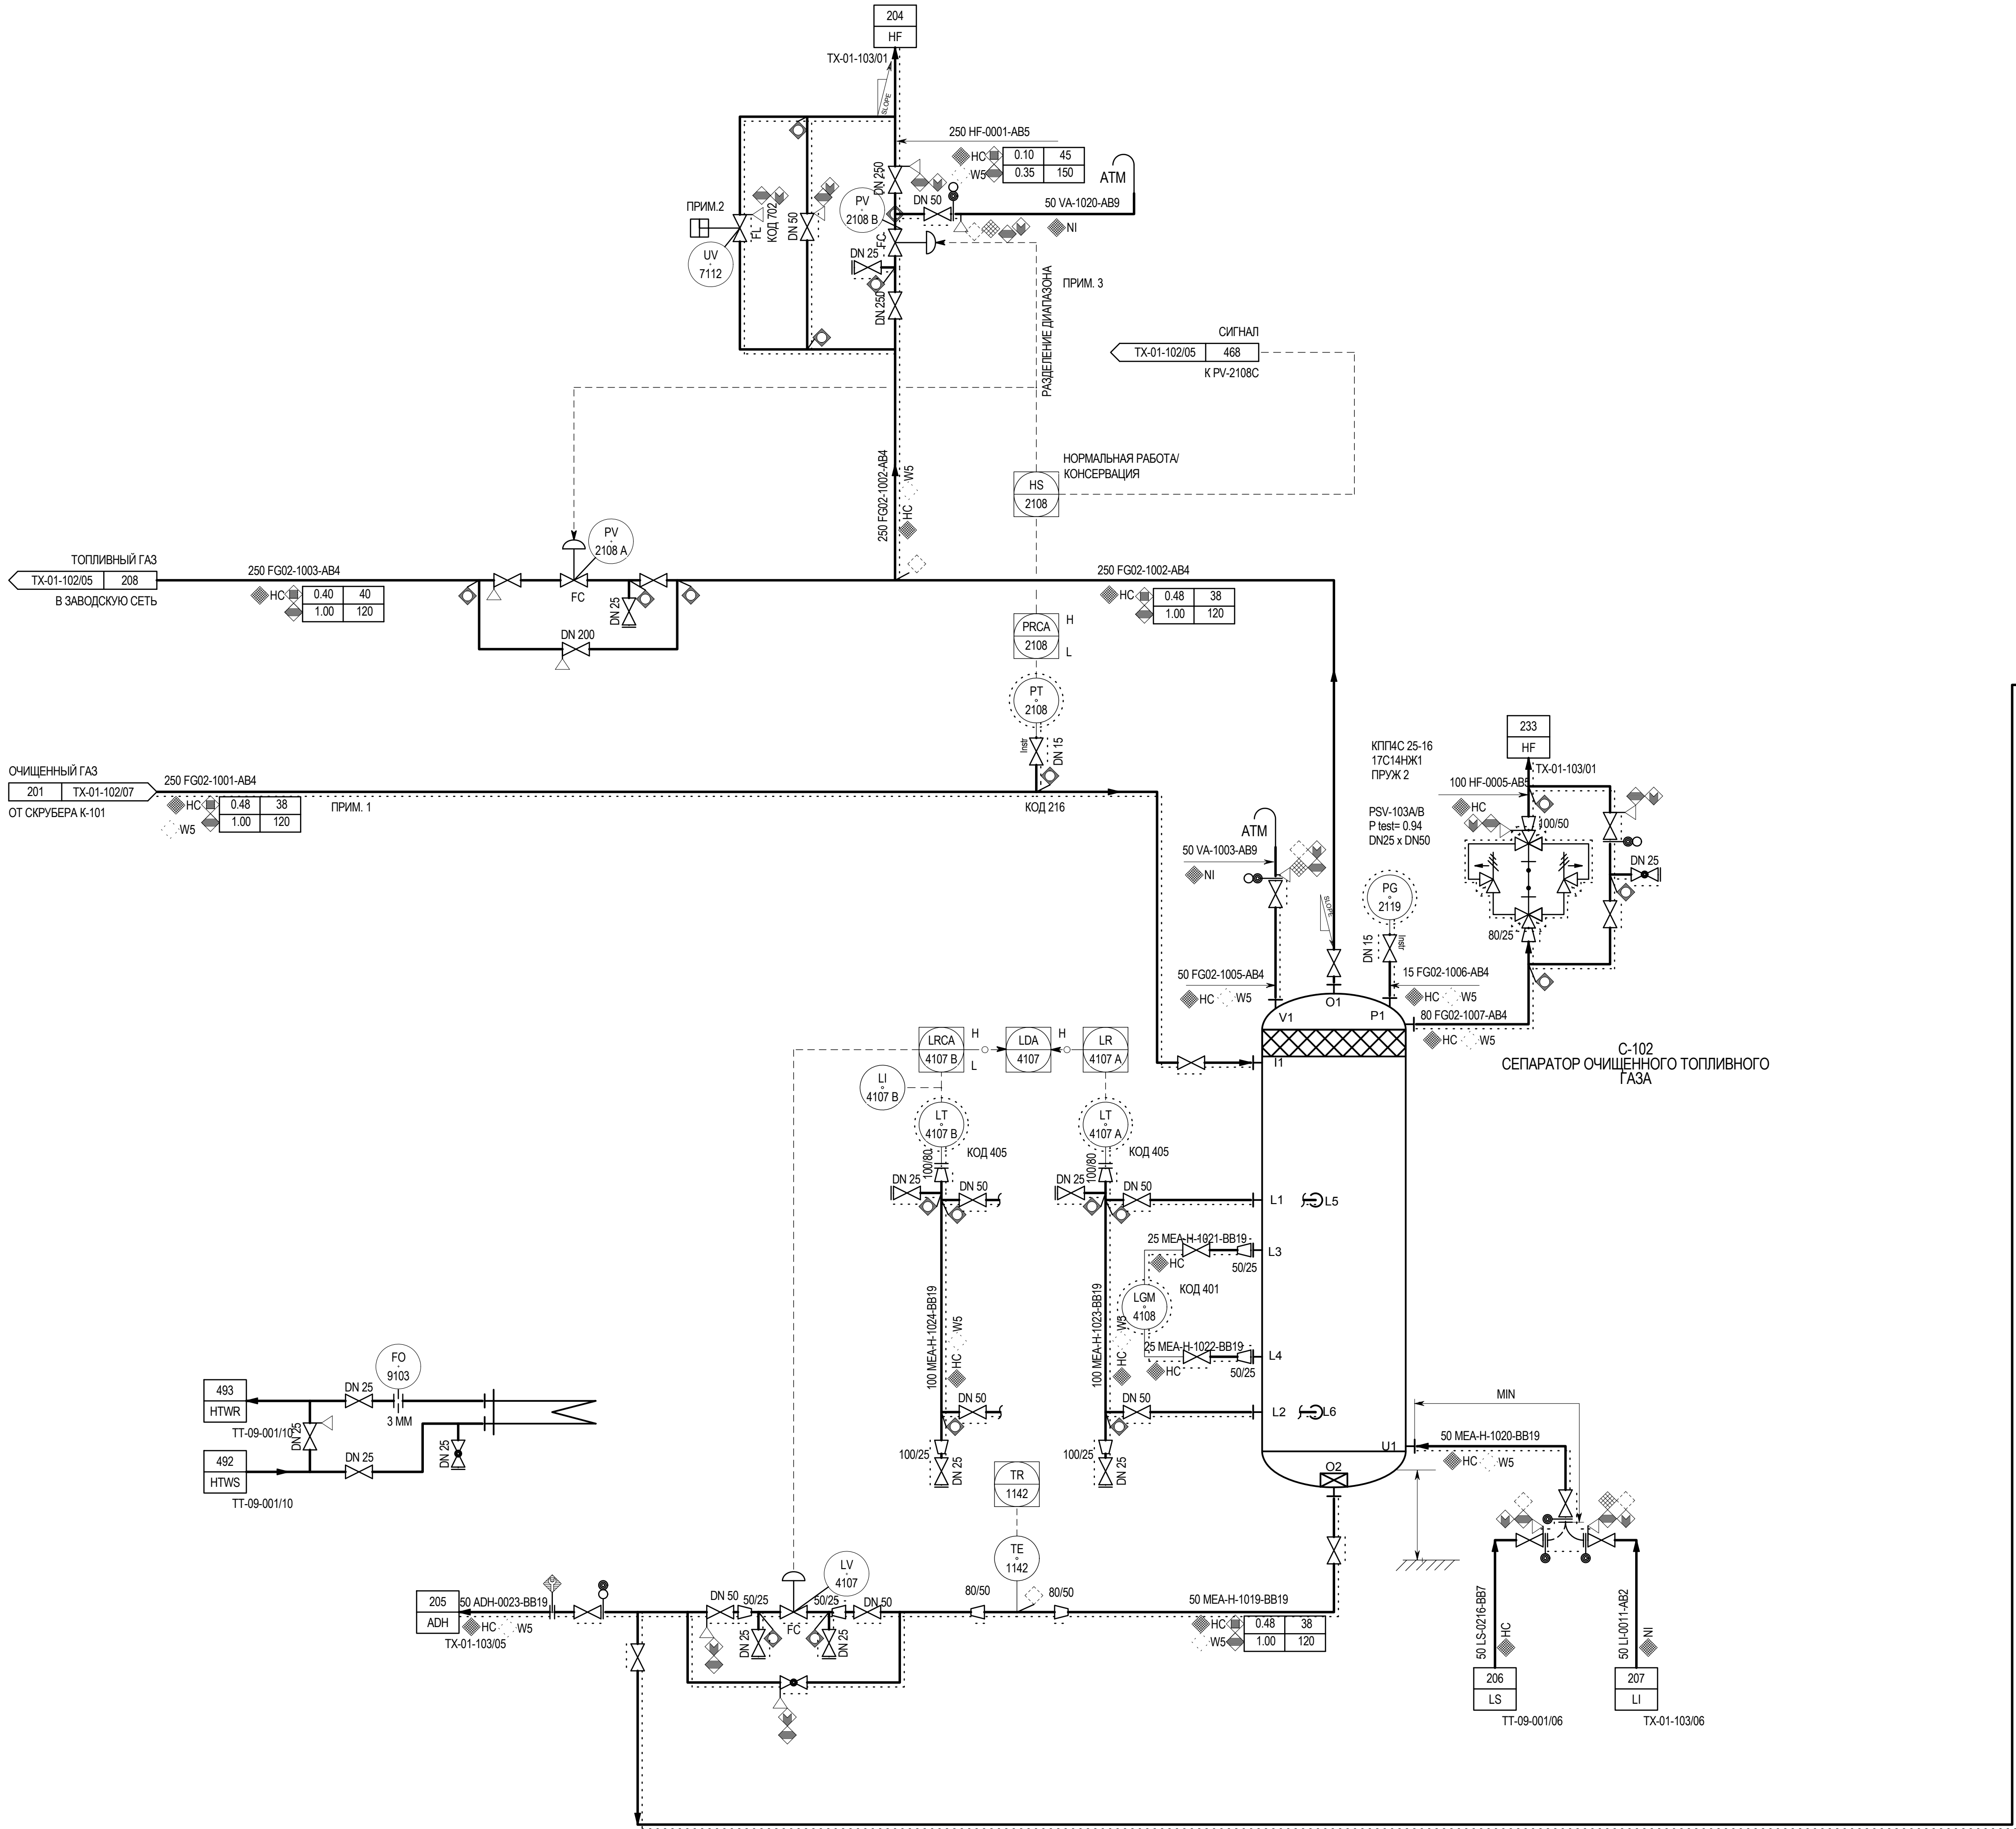 204
HF
TX-01-103/01
SLOPE
250 HF-0001-AB5
HC
0.10 45
W5
0.35 150
ATM
DN 250
DN 50
50 VA-1020-AB9
NI
PV
2108 B
ПРИМ.2
FL
КОД 702
DN 50
UV
7112
FC
DN 25
DN 250
РАЗДЕЛЕНИЕ ДИАПАЗОНА
ПРИМ. 3
СИГНАЛ
TX-01-102/05 468
К PV-2108C
НОРМАЛЬНАЯ РАБОТА/
КОНСЕРВАЦИЯ
HS
2108
250 FG02-1002-AB4
HC
W5
ТОПЛИВНЫЙ ГАЗ
TX-01-102/05 208
В ЗАВОДСКУЮ СЕТЬ
250 FG02-1003-AB4
HC
0.40 40
1.00 120
PV
2108 A
FC
DN 25
DN 200
250 FG02-1002-AB4
HC
0.48 38
1.00 120
PRCA
2108
H
L
PT
2108
Instr
DN 15
КОД 216
ОЧИЩЕННЫЙ ГАЗ
201 TX-01-102/07
ОТ СКРУБЕРА К-101
250 FG02-1001-AB4
HC
0.48 38
W5
1.00 120
ПРИМ. 1
233
HF
TX-01-103/01
КПП4С 25-16
17С14НЖ1
ПРУЖ 2
100 HF-0005-AB5
HC
PSV-103A/B
P test= 0.94
DN25 x DN50
100/50
DN 25
80/25
ATM
50 VA-1003-AB9
NI
PG
2119
SLOPE
DN 15
Instr
50 FG02-1005-AB4
HC
W5
15 FG02-1006-AB4
HC
W5
80 FG02-1007-AB4
HC
W5
V1
O1
P1
I1
C-102
СЕПАРАТОР ОЧИЩЕННОГО ТОПЛИВНОГО
ГАЗА
LRCA
4107 B
H
L
LDA
4107
H
LR
4107 A
LI
4107 B
LT
4107 B
КОД 405
LT
4107 A
КОД 405
100/80
DN 25
DN 50
100/80
DN 25
DN 50
L1
L5
25 MEA-H-1021-BB19
HC
50/25
L3
LGM
4108
КОД 401
25 MEA-H-1022-BB19
HC
50/25
L4
100 MEA-H-1024-BB19
HC
W5
100 MEA-H-1023-BB19
HC
W5
DN 50
DN 50
L2
L6
100/25
DN 25
100/25
DN 25
FO
9103
493
HTWR
TT-09-001/10
DN 25
3 MM
DN 25
492
HTWS
TT-09-001/10
DN 25
DN 25
MIN
U1
50 MEA-H-1020-BB19
HC
W5
O2
TR
1142
TE
1142
LV
4107
205
ADH
TX-01-103/05
50 ADH-0023-BB19
HC
W5
DN 50
50/25
FC
50/25
DN 50
DN 25
DN 25
80/50
80/50
50 MEA-H-1019-BB19
HC
0.48 38
W5
1.00 120
50 LS-0216-BB7
HC
206
LS
TT-09-001/06
50 LI-0011-AB2
NI
207
LI
TX-01-103/06